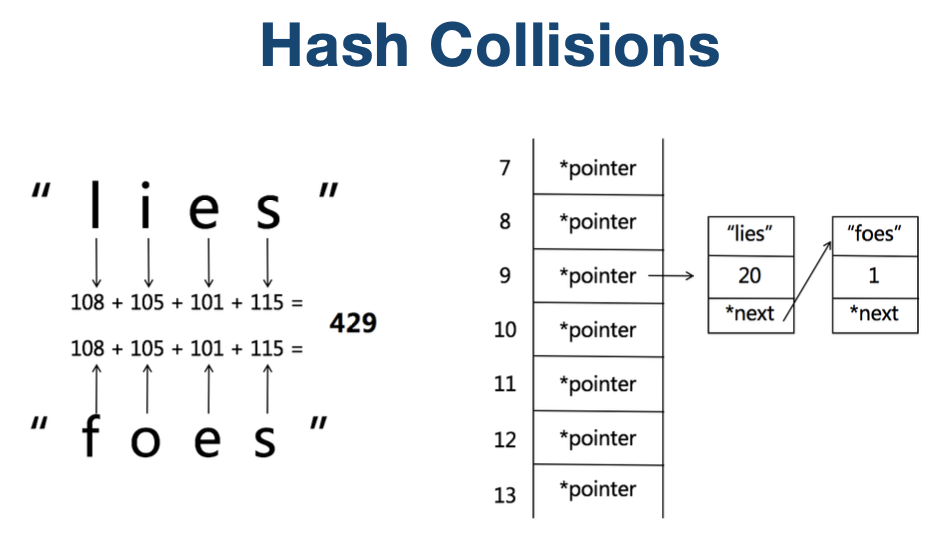 Hash Collisions
“ l i e s ”
108 + 105 + 101 + 115 =
429
108 + 105 + 101 + 115 =
“ f o e s ”
7 *pointer
8 *pointer
9 *pointer
10 *pointer
11 *pointer
12 *pointer
13 *pointer
“lies”
20
*next
“foes”
1
*next